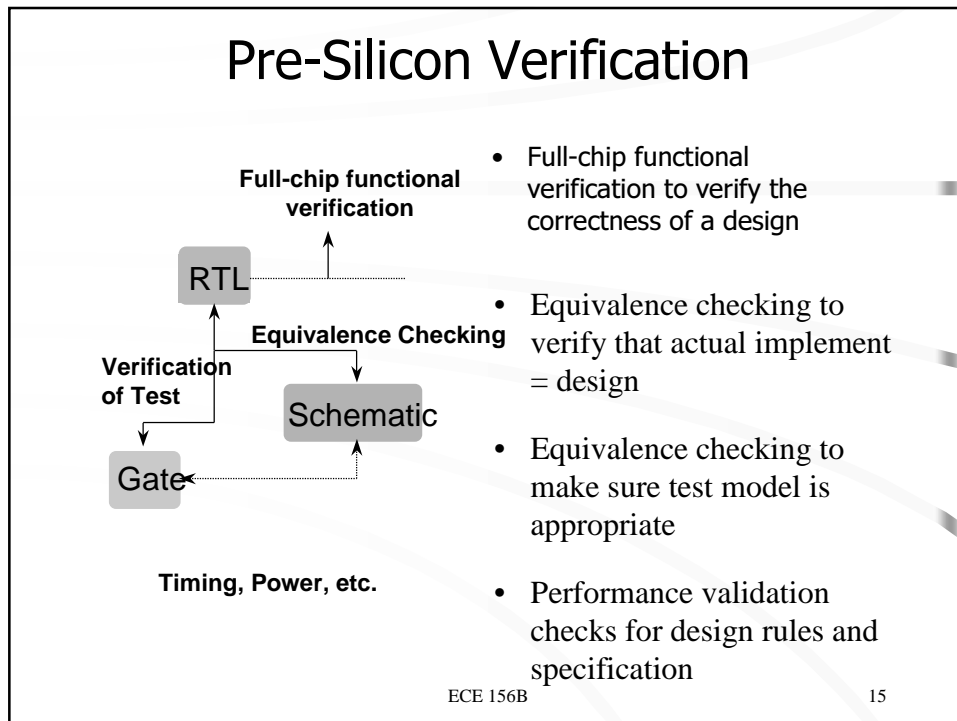 Pre-Silicon Verification
Full-chip functional
verification
RTL
Equivalence Checking
Verification
of Test
Schematic
Gate
Timing, Power, etc.
• Full-chip functional
verification to verify the
correctness of a design
• Equivalence checking to
verify that actual implement
= design
• Equivalence checking to
make sure test model is
appropriate
• Performance validation
checks for design rules and
specification
ECE 156B
15